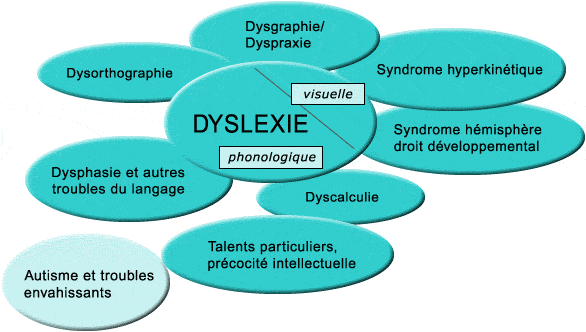 Dysgraphie/
Dyspraxie
Dysorthographie
Syndrome hyperkinétique
visuelle
DYSLEXIE
phonologique
Syndrome hémisphère
droit développemental
Dysphasie et autres
troubles du langage
Dyscalculie
Talents particuliers,
précocité intellectuelle
Autisme et troubles
envahissants